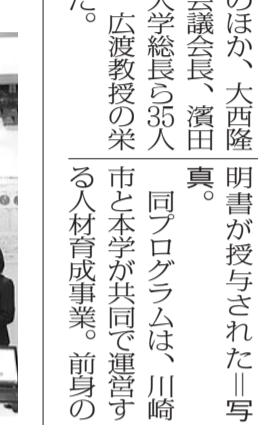 のほか、大西隆
会議会長、濱田
大学総長ら35人
た。
広渡教授の栄
明書が授与された＝写
真。
同プログラムは、川崎
市と本学が共同で運営す
る人材育成事業。前身の